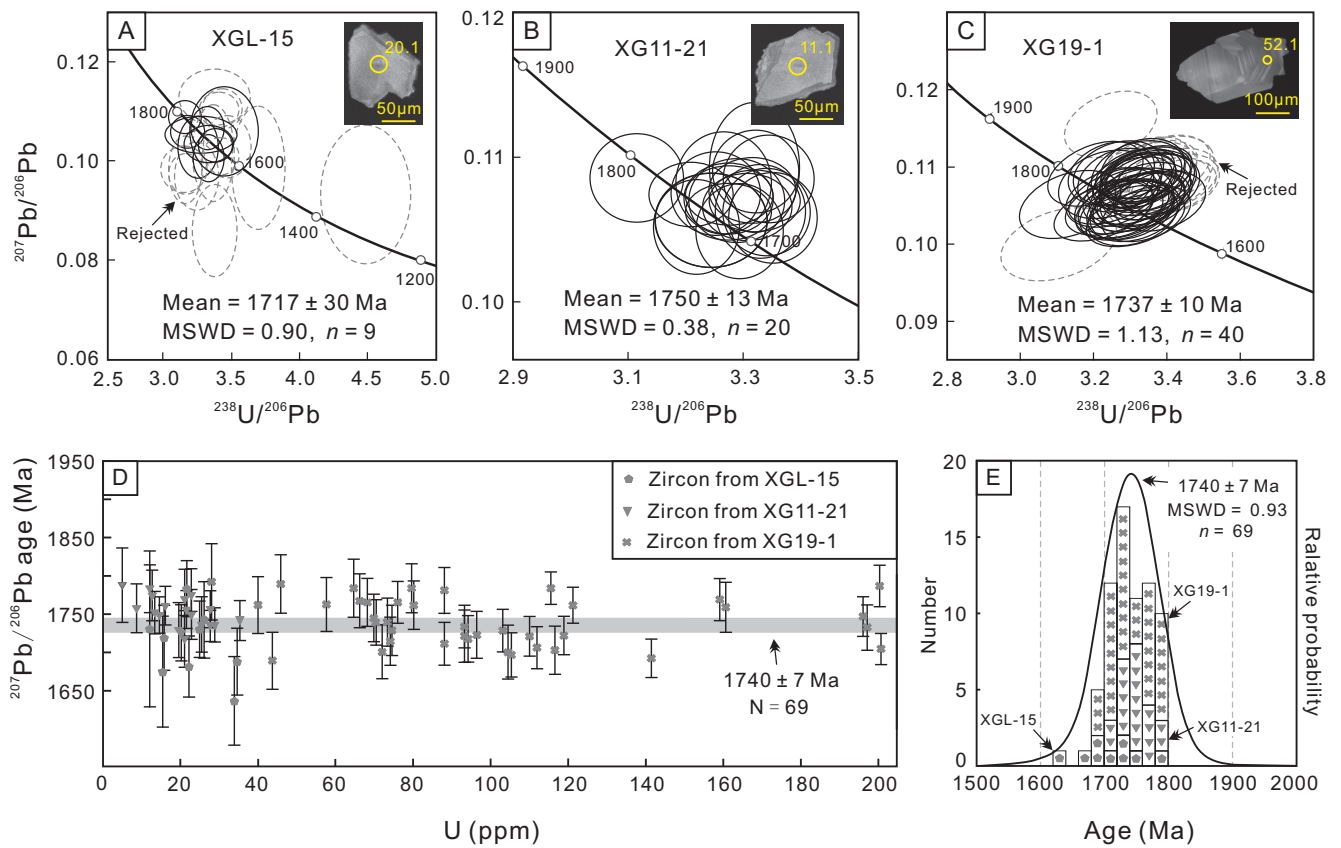 A
XGL-15
20.1
50µm
0.12
0.10
0.08
0.06
1800
1600
1400
1200
Rejected
Mean = 1717 ± 30 Ma
MSWD = 0.90, n = 9
2.5 3.0 3.5 4.0 4.5 5.0
238U/206Pb
207Pb/206Pb
B
XG11-21
11.1
50µm
0.12
0.11
0.10
1900
1800
1700
Mean = 1750 ± 13 Ma
MSWD = 0.38, n = 20
2.9 3.1 3.3 3.5
238U/206Pb
C
XG19-1
52.1
100µm
0.12
0.11
0.10
0.09
1900
1800
1600
Rejected
Mean = 1737 ± 10 Ma
MSWD = 1.13, n = 40
2.8 3.0 3.2 3.4 3.6 3.8
238U/206Pb
D
207Pb/206Pb age (Ma)
1950
1850
1750
1650
Zircon from XGL-15
Zircon from XG11-21
Zircon from XG19-1
1740 ± 7 Ma
N = 69
0 20 40 60 80 100 120 140 160 180 200
U (ppm)
E
Number
20
15
10
5
0
1740 ± 7 Ma
MSWD = 0.93
n = 69
XG19-1
XGL-15
XG11-21
Ralative probability
1500 1600 1700 1800 1900 2000
Age (Ma)